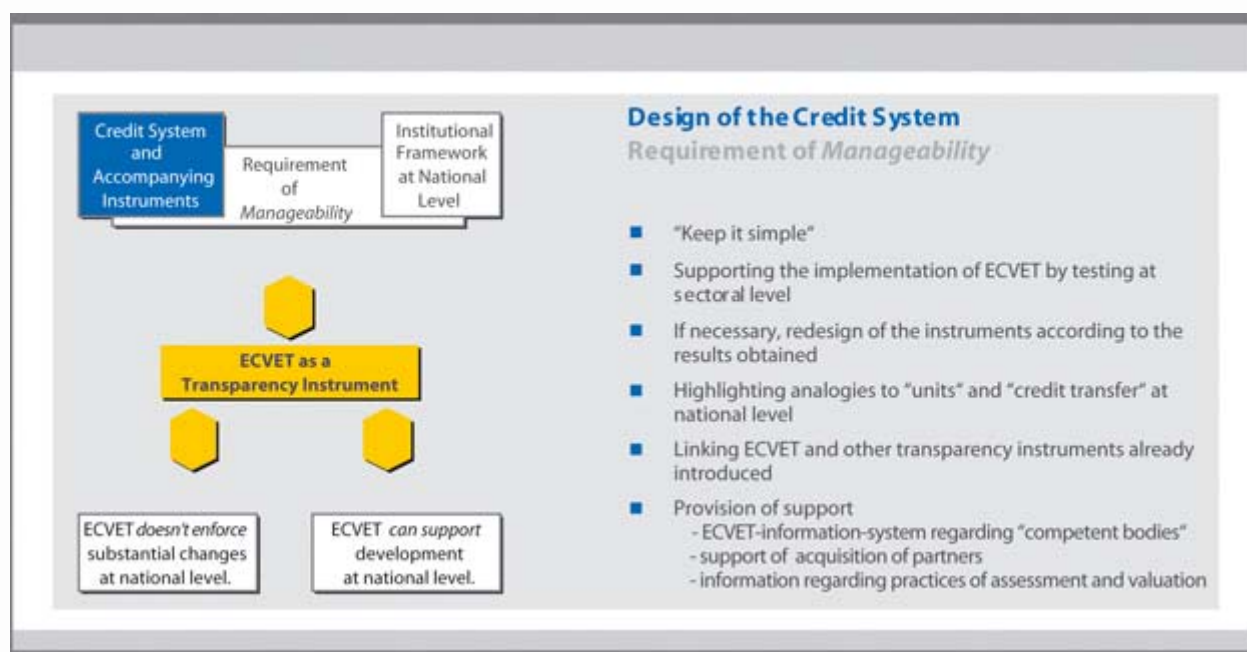 Credit System
and
Accompanying
Instruments
Requirement
of
Manageability
Institutional
Framework
at National
Level
ECVET as a
Transparency Instrument
ECVET doesn't enforce
substantial changes
at national level.
ECVET can support
development
at national level.
Design of the Credit System
Requirement of Manageability
"Keep it simple"
Supporting the implementation of ECVET by testing at
sectoral level
If necessary, redesign of the instruments according to the
results obtained
Highlighting analogies to "units" and "credit transfer" at
national level
Linking ECVET and other transparency instruments already
introduced
Provision of support
- ECVET-information-system regarding "competent bodies"
- support of acquisition of partners
- information regarding practices of assessment and valuation